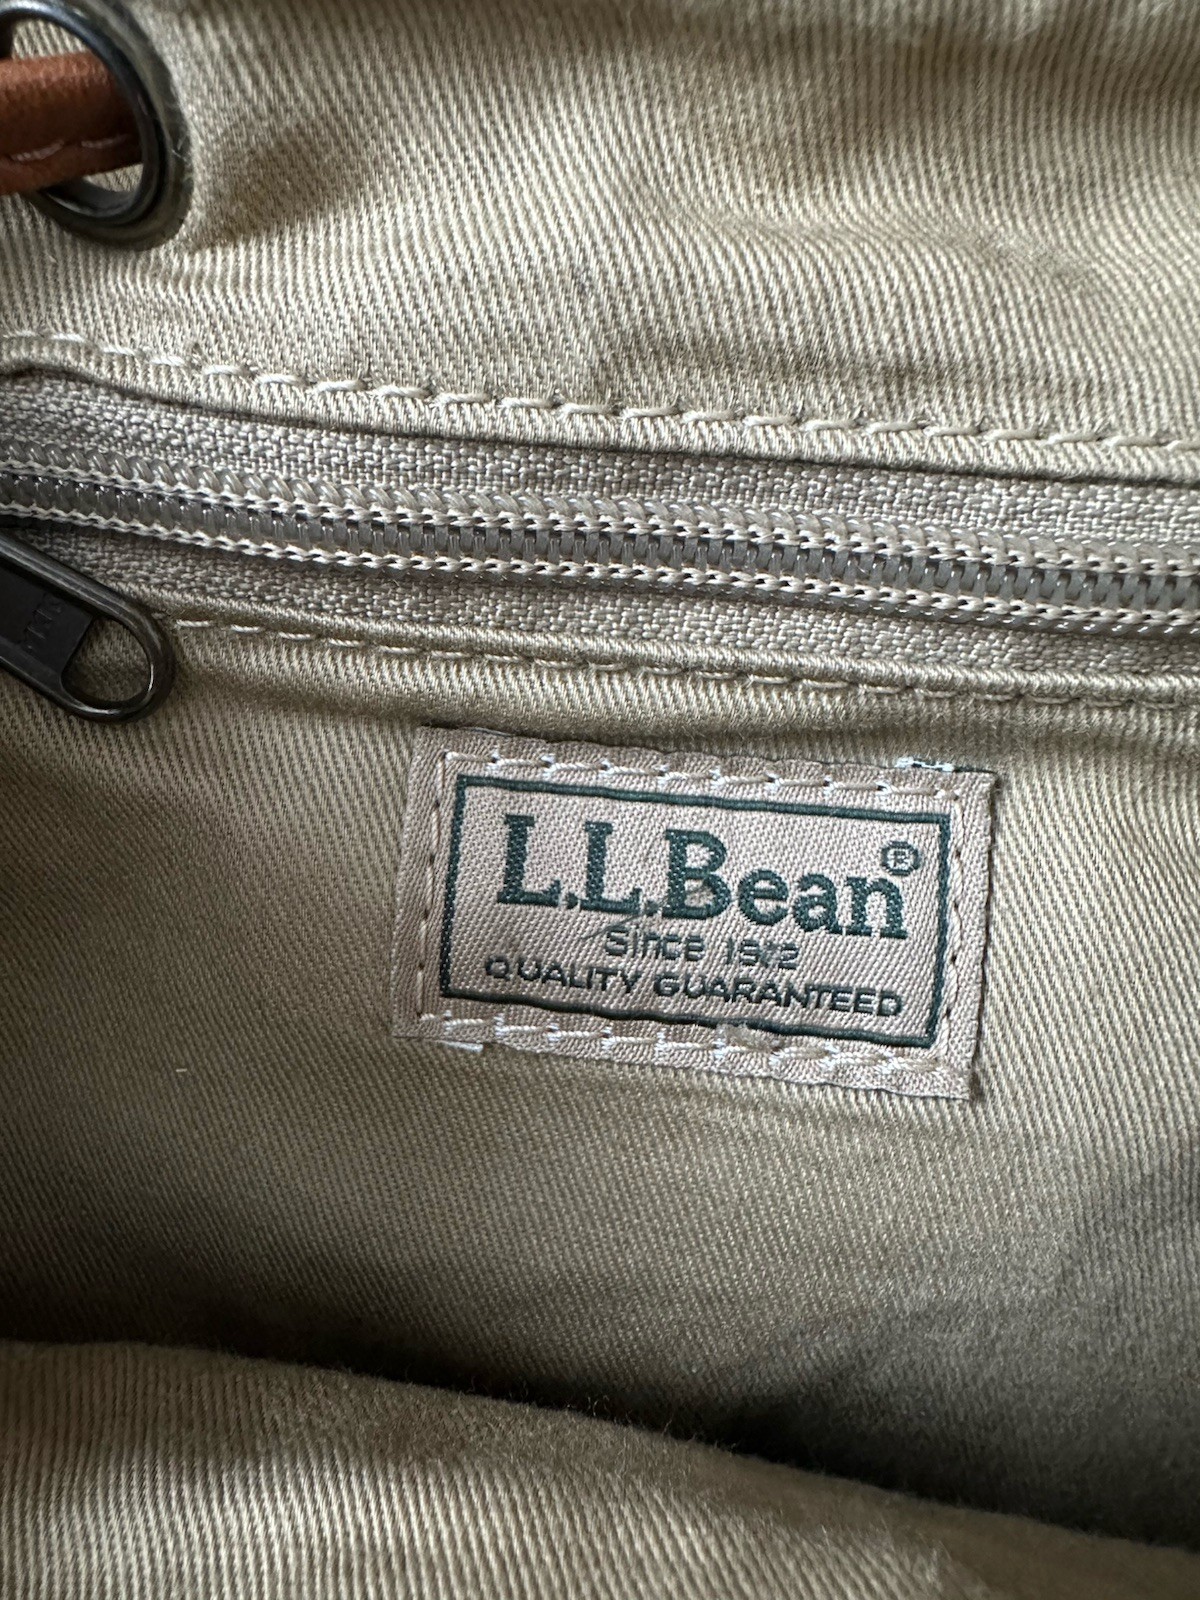 L.L.Bean®
Since 1912
QUALITY GUARANTEED